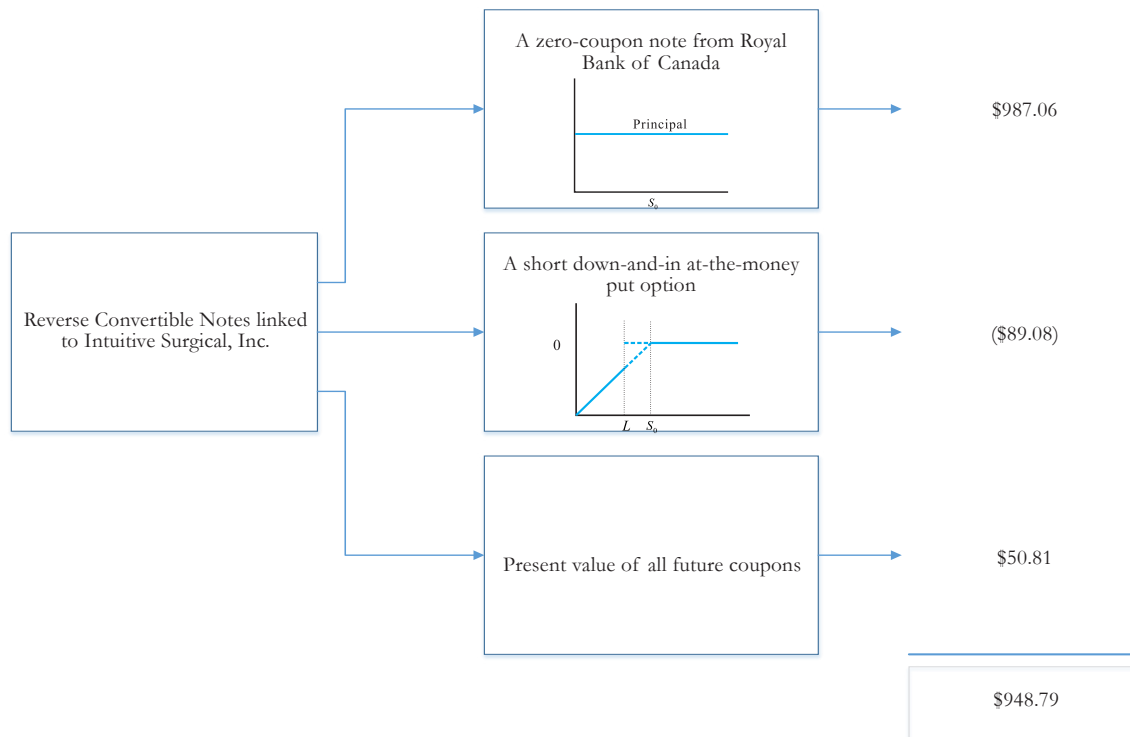 A zero-coupon note from Royal
Bank of Canada
Principal
S₀
$987.06
Reverse Convertible Notes linked
to Intuitive Surgical, Inc.
A short down-and-in at-the-money
put option
0
L S₀
($89.08)
Present value of all future coupons
$50.81
$948.79